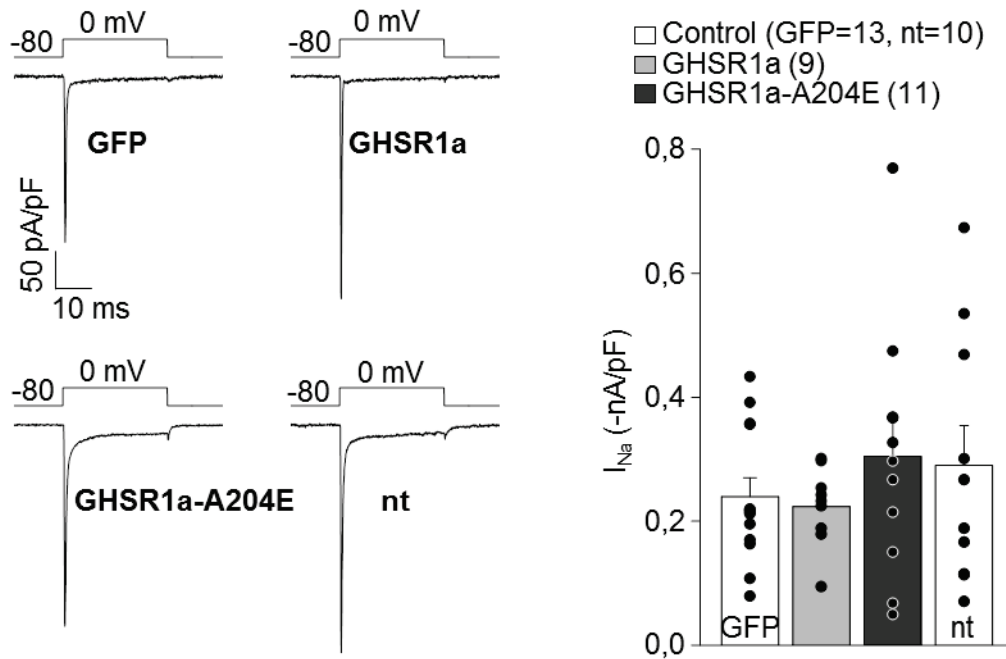 0 mV
-80
GFP
50 pA/pF
10 ms
0 mV
-80
GHSR1a
0 mV
-80
GHSR1a-A204E
0 mV
-80
nt
Control (GFP=13, nt=10)
GHSR1a (9)
GHSR1a-A204E (11)
I_Na (-nA/pF)
0,8
0,6
0,4
0,2
0,0
GFP
nt